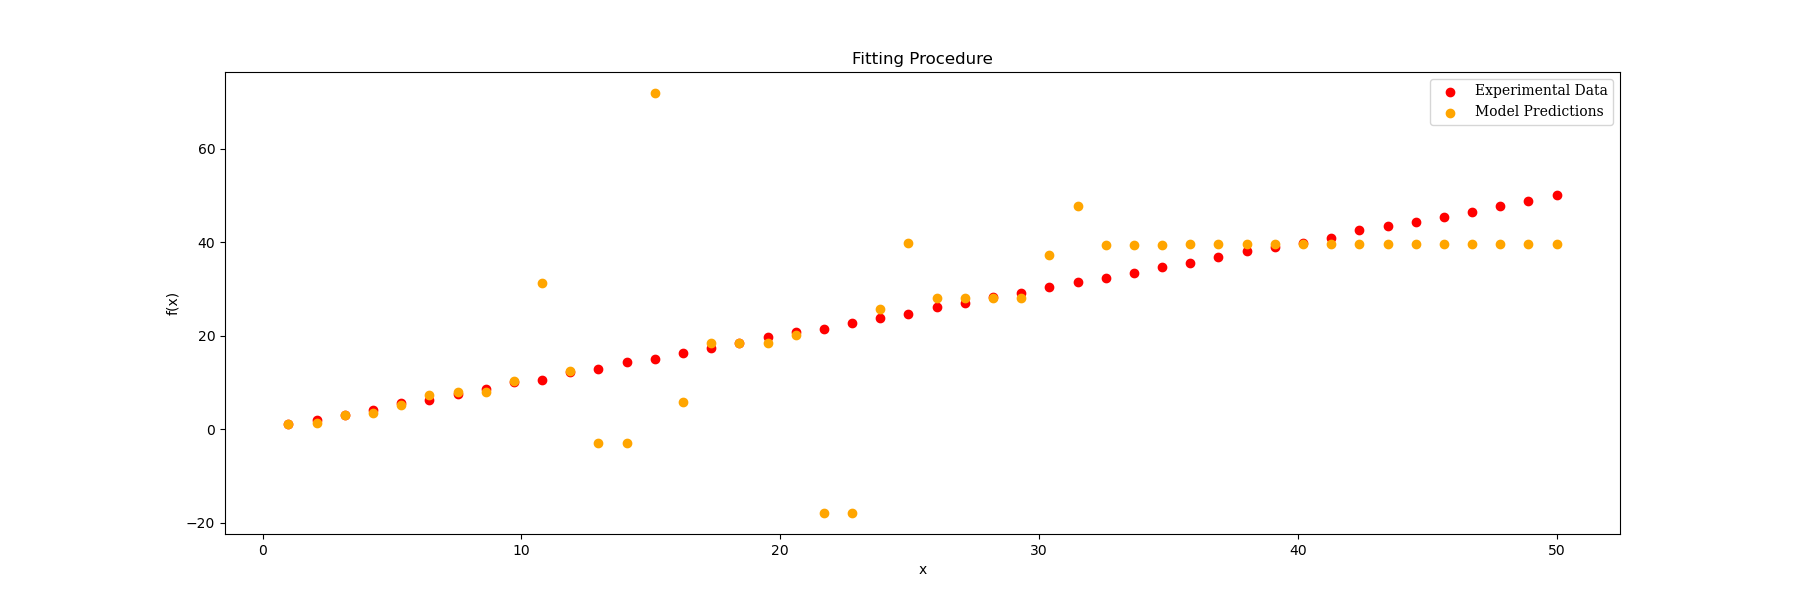 Fitting Procedure
Experimental Data
Model Predictions
60
40
20
0
−20
f(x)
0 10 20 30 40 50
x